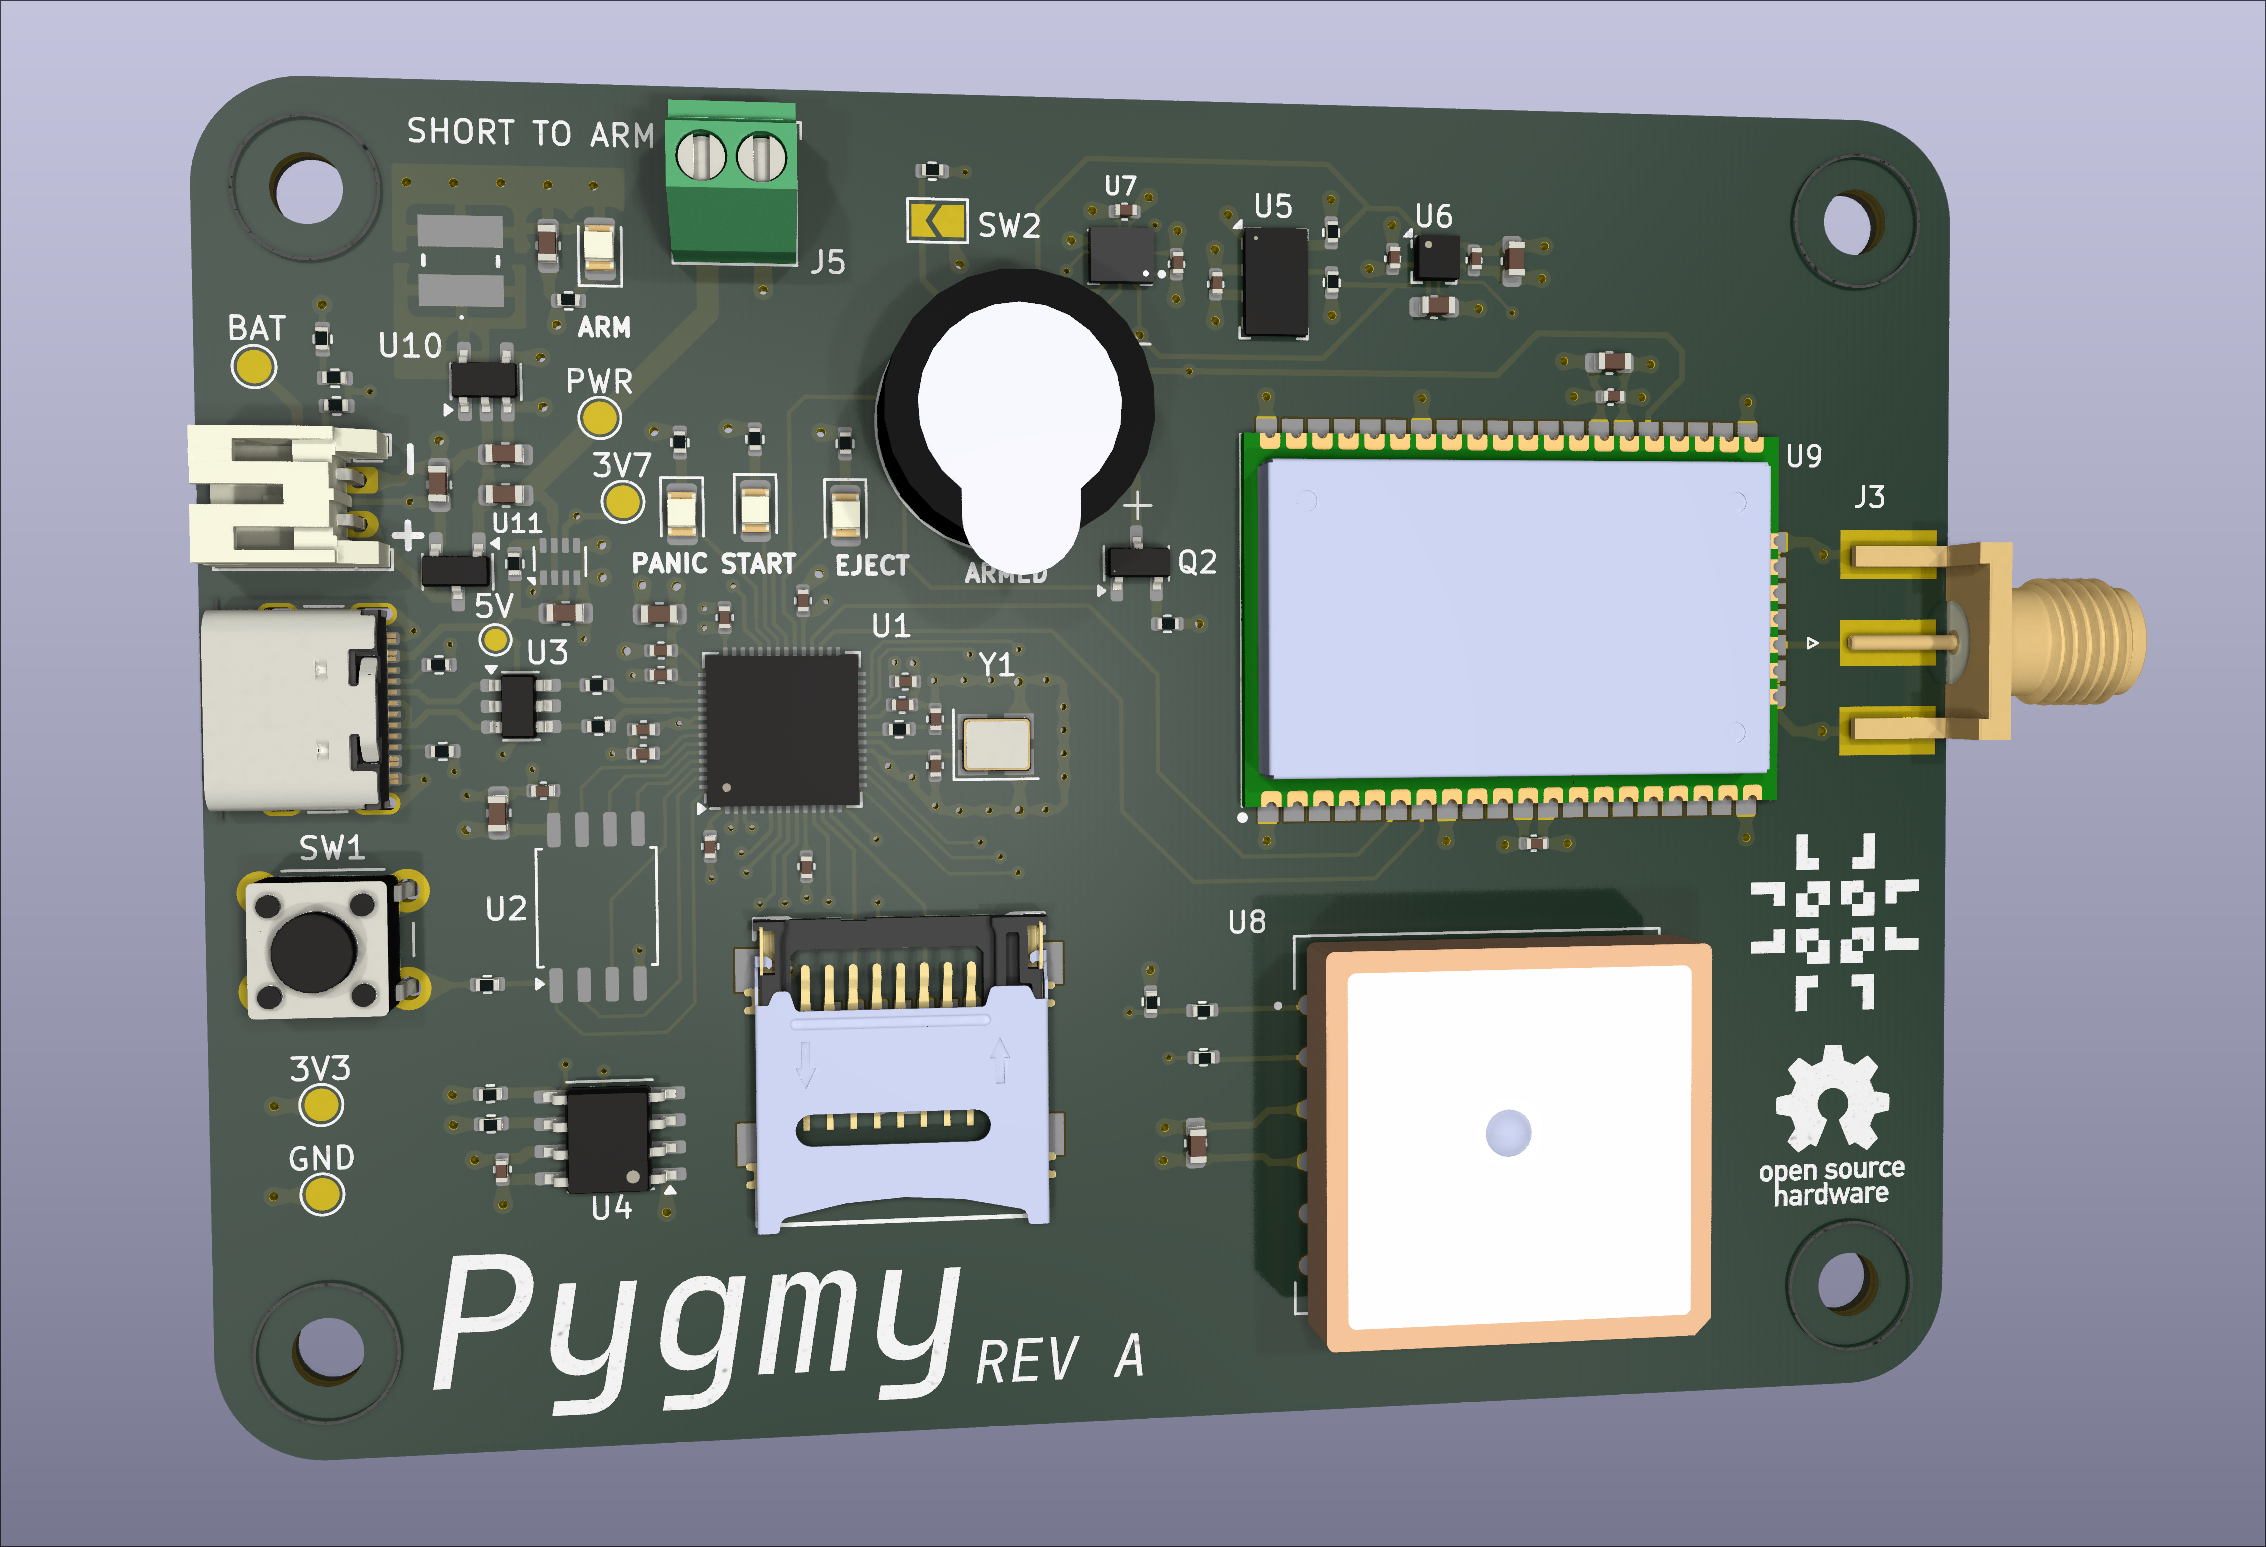 SHORT TO ARM
J5
SW2
U7
U5
U6
BAT
U10
ARM
PWR
3V7
U9
J3
-
+
U11
PANIC
START
EJECT
ARMED
+
Q2
5V
U3
U1
Y1
SW1
U2
U8
3V3
GND
U4
open source
hardware
Pygmy REV A